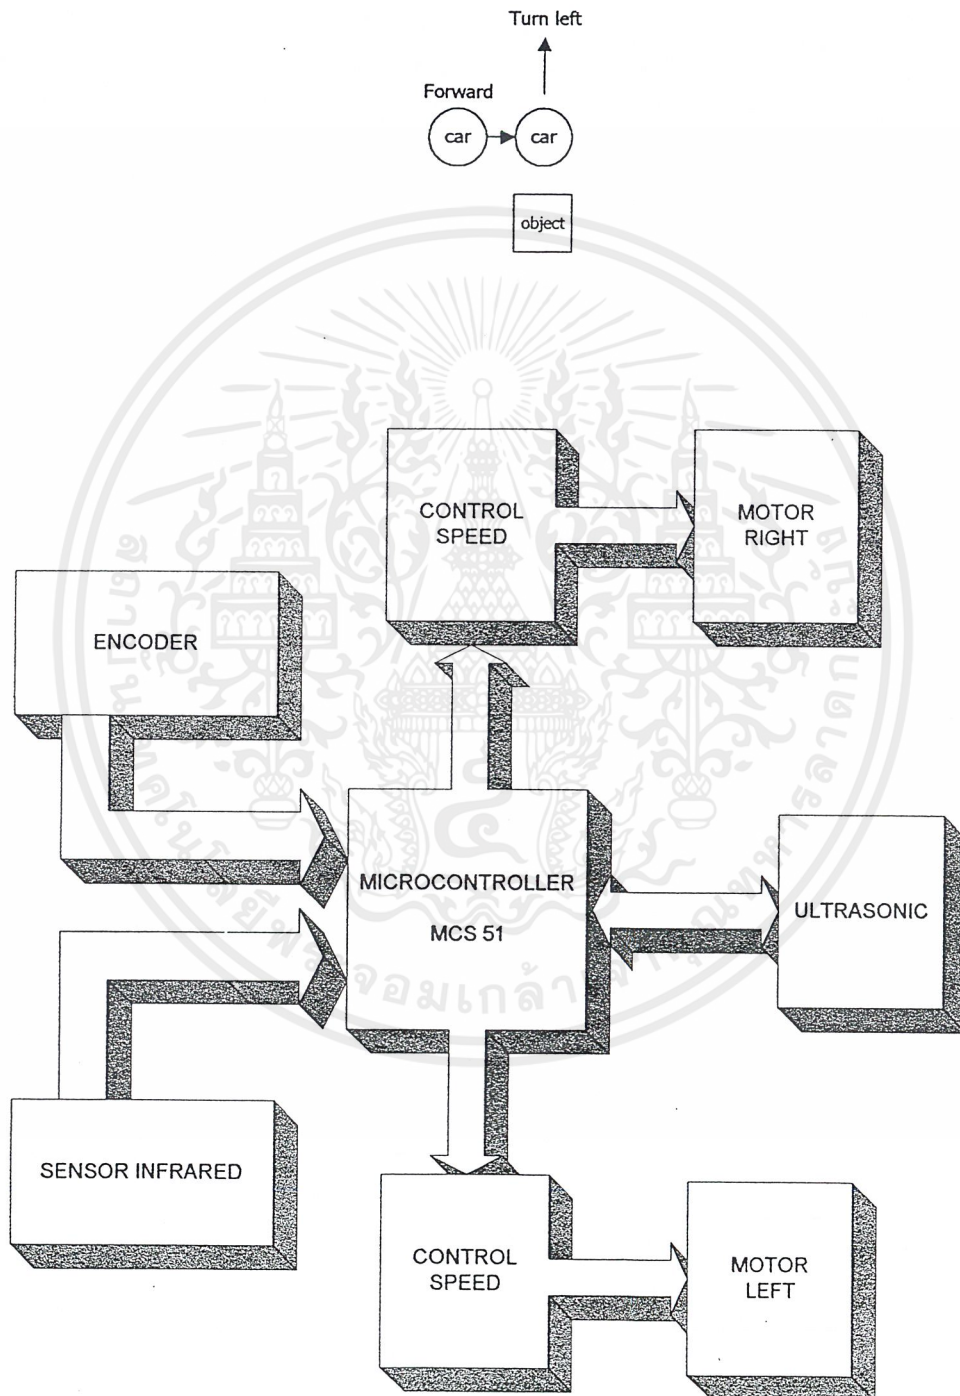 Turn left
Forward
car
car
object
CONTROL
SPEED
MOTOR
RIGHT
ENCODER
MICROCONTROLLER
MCS 51
ULTRASONIC
SENSOR INFRARED
CONTROL
SPEED
MOTOR
LEFT